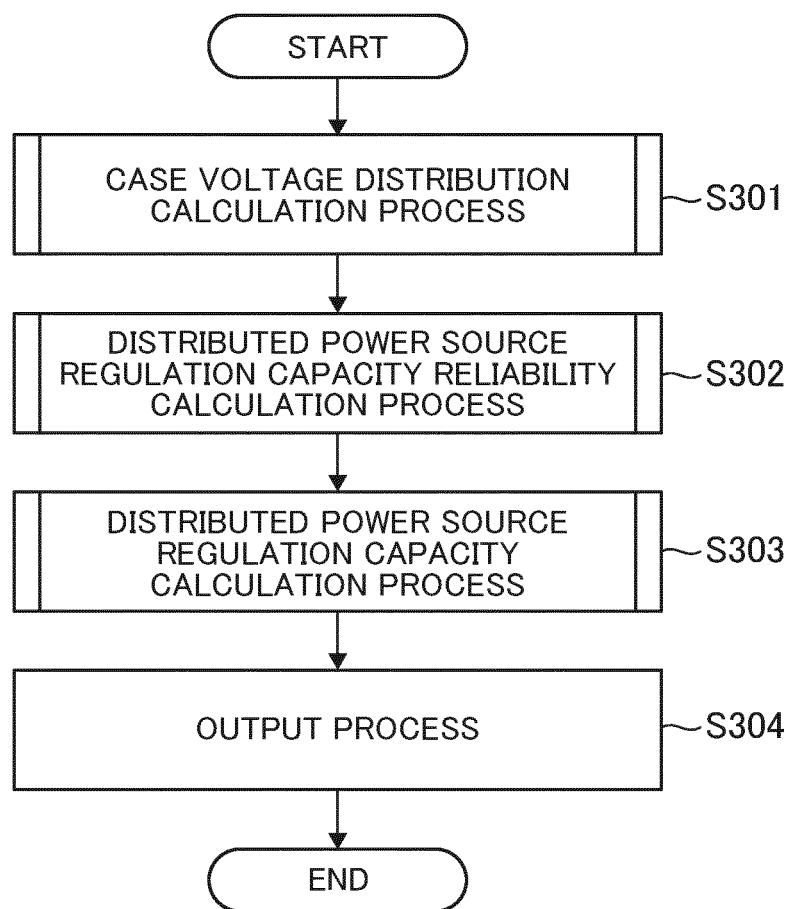 START
CASE VOLTAGE DISTRIBUTION
CALCULATION PROCESS
S301
DISTRIBUTED POWER SOURCE
REGULATION CAPACITY RELIABILITY
CALCULATION PROCESS
S302
DISTRIBUTED POWER SOURCE
REGULATION CAPACITY
CALCULATION PROCESS
S303
OUTPUT PROCESS
S304
END